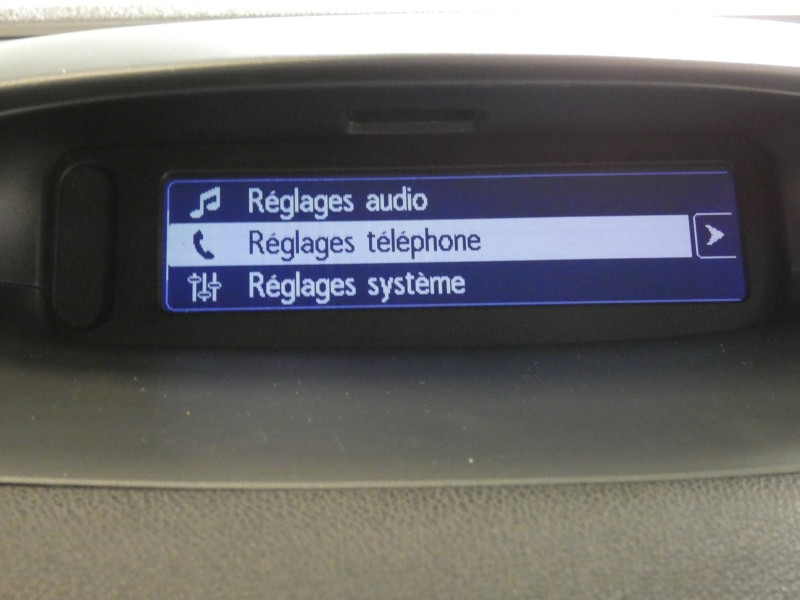 Réglages audio
Réglages téléphone
Réglages système